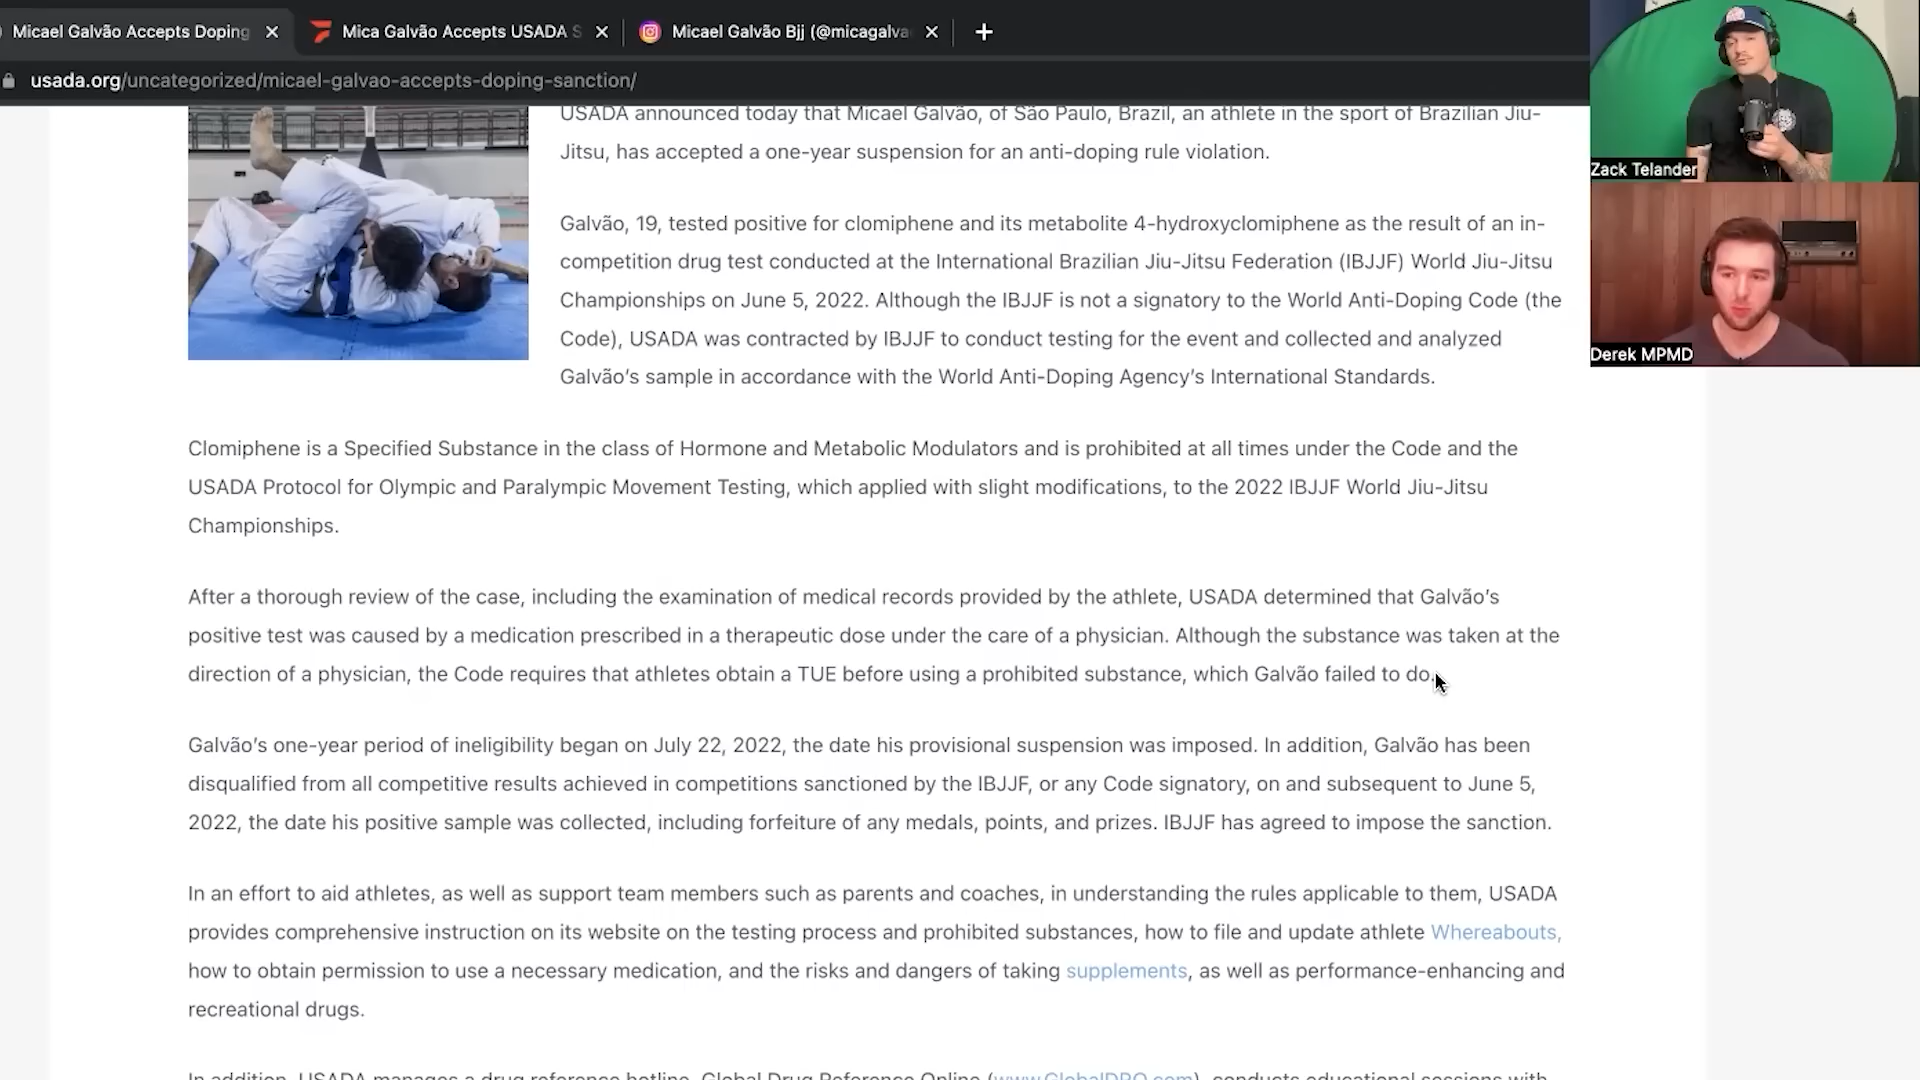 Micael Galvão Accepts Doping
Mica Galvão Accepts USADA S
Micael Galvão Bjj (@micagalva
usada.org/uncategorized/micael-galvao-accepts-doping-sanction/
Zack Telander
Derek MPMD
USADA announced today that Micael Galvão, of São Paulo, Brazil, an athlete in the sport of Brazilian Jiu-
Jitsu, has accepted a one-year suspension for an anti-doping rule violation.
Galvão, 19, tested positive for clomiphene and its metabolite 4-hydroxyclomiphene as the result of an in-
competition drug test conducted at the International Brazilian Jiu-Jitsu Federation (IBJJF) World Jiu-Jitsu
Championships on June 5, 2022. Although the IBJJF is not a signatory to the World Anti-Doping Code (the
Code), USADA was contracted by IBJJF to conduct testing for the event and collected and analyzed
Galvão’s sample in accordance with the World Anti-Doping Agency’s International Standards.
Clomiphene is a Specified Substance in the class of Hormone and Metabolic Modulators and is prohibited at all times under the Code and the
USADA Protocol for Olympic and Paralympic Movement Testing, which applied with slight modifications, to the 2022 IBJJF World Jiu-Jitsu
Championships.
After a thorough review of the case, including the examination of medical records provided by the athlete, USADA determined that Galvão’s
positive test was caused by a medication prescribed in a therapeutic dose under the care of a physician. Although the substance was taken at the
direction of a physician, the Code requires that athletes obtain a TUE before using a prohibited substance, which Galvão failed to do.
Galvão’s one-year period of ineligibility began on July 22, 2022, the date his provisional suspension was imposed. In addition, Galvão has been
disqualified from all competitive results achieved in competitions sanctioned by the IBJJF, or any Code signatory, on and subsequent to June 5,
2022, the date his positive sample was collected, including forfeiture of any medals, points, and prizes. IBJJF has agreed to impose the sanction.
In an effort to aid athletes, as well as support team members such as parents and coaches, in understanding the rules applicable to them, USADA
provides comprehensive instruction on its website on the testing process and prohibited substances, how to file and update athlete Whereabouts,
how to obtain permission to use a necessary medication, and the risks and dangers of taking supplements, as well as performance-enhancing and
recreational drugs.
In addition, USADA manages a drug reference hotline, Global Drug Reference Online (www.GlobalDRO.com), conducts educational sessions with